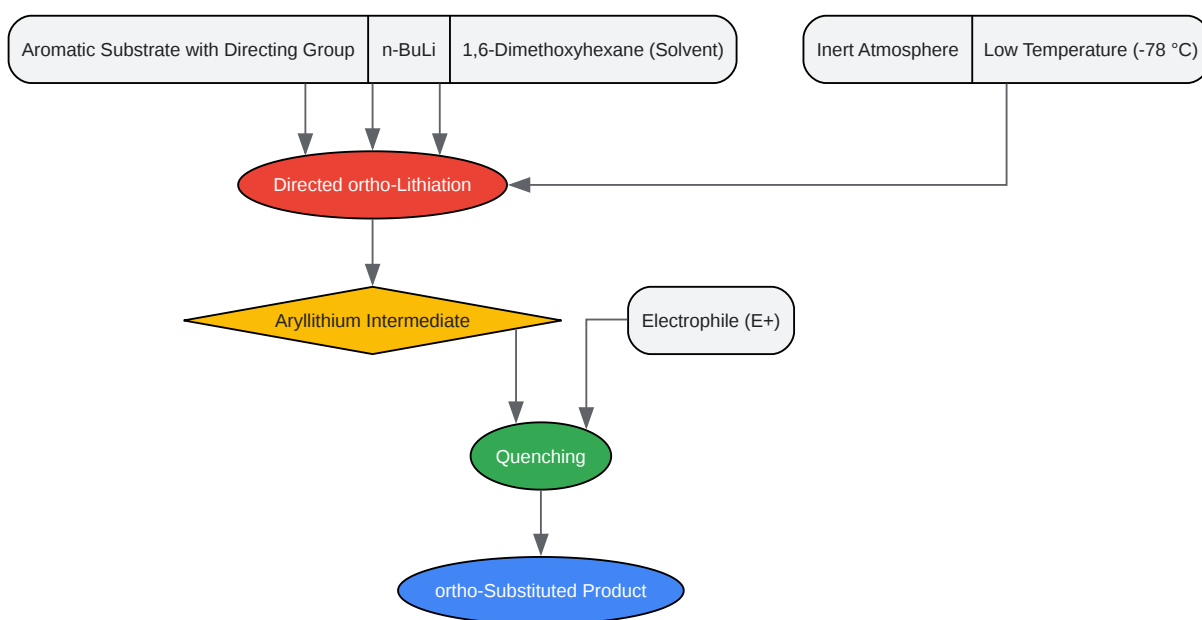 Aromatic Substrate with Directing Group
n-BuLi
1,6-Dimethoxyhexane (Solvent)
Inert Atmosphere
Low Temperature (-78 °C)
Directed ortho-Lithiation
Aryllithium Intermediate
Electrophile (E+)
Quenching
ortho-Substituted Product